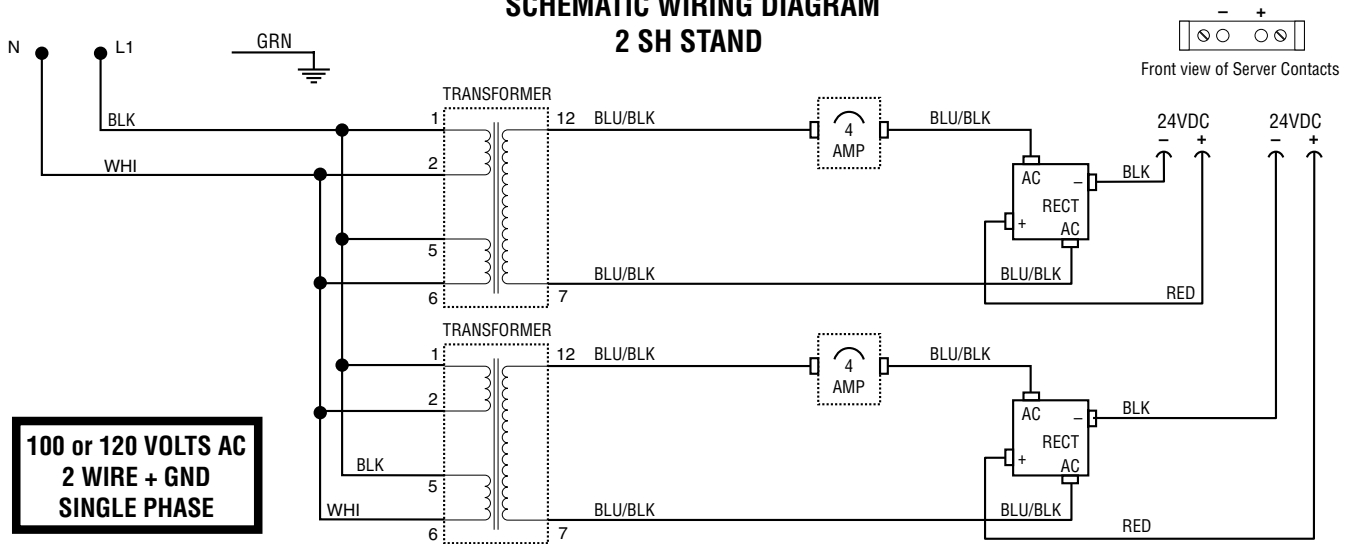 SCHEMATIC WIRING DIAGRAM
2 SH STAND
– +
Front view of Server Contacts
N
L1
GRN
BLK
WHI
TRANSFORMER
1
2
5
6
12
7
BLU/BLK
4
AMP
BLU/BLK
AC
–
RECT
+
AC
BLK
BLU/BLK
BLU/BLK
RED
24VDC
– +
24VDC
– +
TRANSFORMER
1
2
5
6
12
7
BLK
WHI
BLU/BLK
4
AMP
BLU/BLK
AC
–
RECT
+
AC
BLK
BLU/BLK
BLU/BLK
RED
100 or 120 VOLTS AC
2 WIRE + GND
SINGLE PHASE